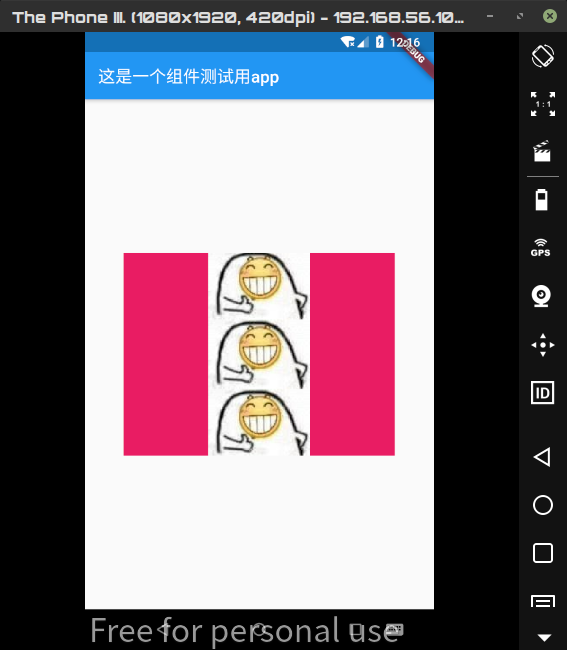 The Phone III. (1080x1920, 420dpi) - 192.168.56.10...
12:16
DEBUG
这是一个组件测试用app
1:1
GPS
ID
Free for personal use